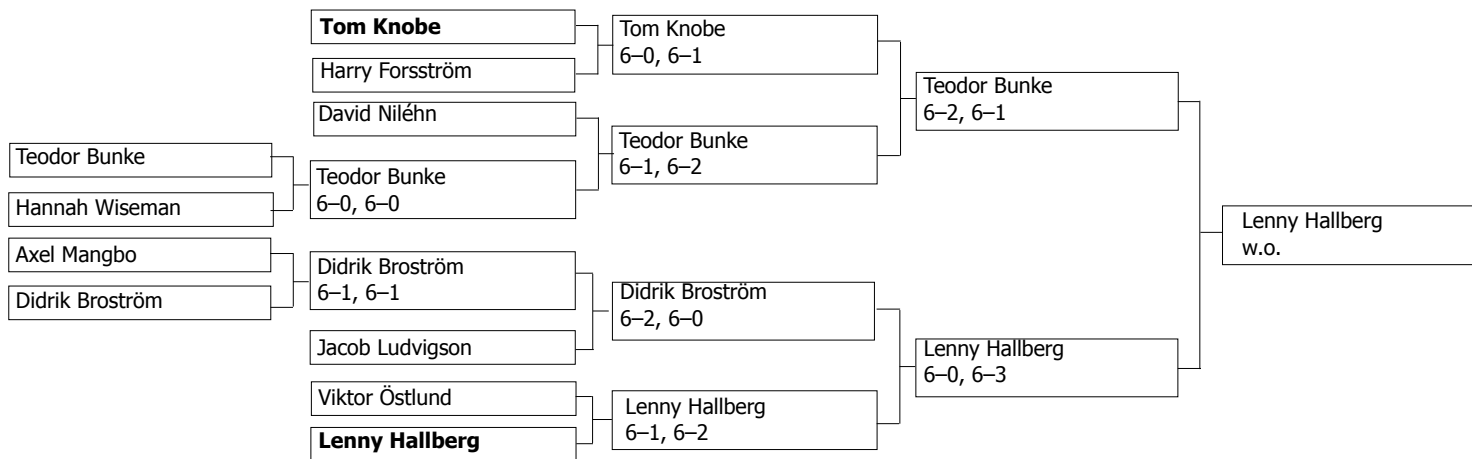 Teodor Bunke
Hannah Wiseman
Axel Mangbo
Didrik Broström
Tom Knobe
Harry Forsström
David Niléhn
Teodor Bunke
6–0, 6–0
Didrik Broström
6–1, 6–1
Jacob Ludvigson
Viktor Östlund
Lenny Hallberg
Tom Knobe
6–0, 6–1
Teodor Bunke
6–1, 6–2
Didrik Broström
6–2, 6–0
Lenny Hallberg
6–1, 6–2
Teodor Bunke
6–2, 6–1
Lenny Hallberg
6–0, 6–3
Lenny Hallberg
w.o.